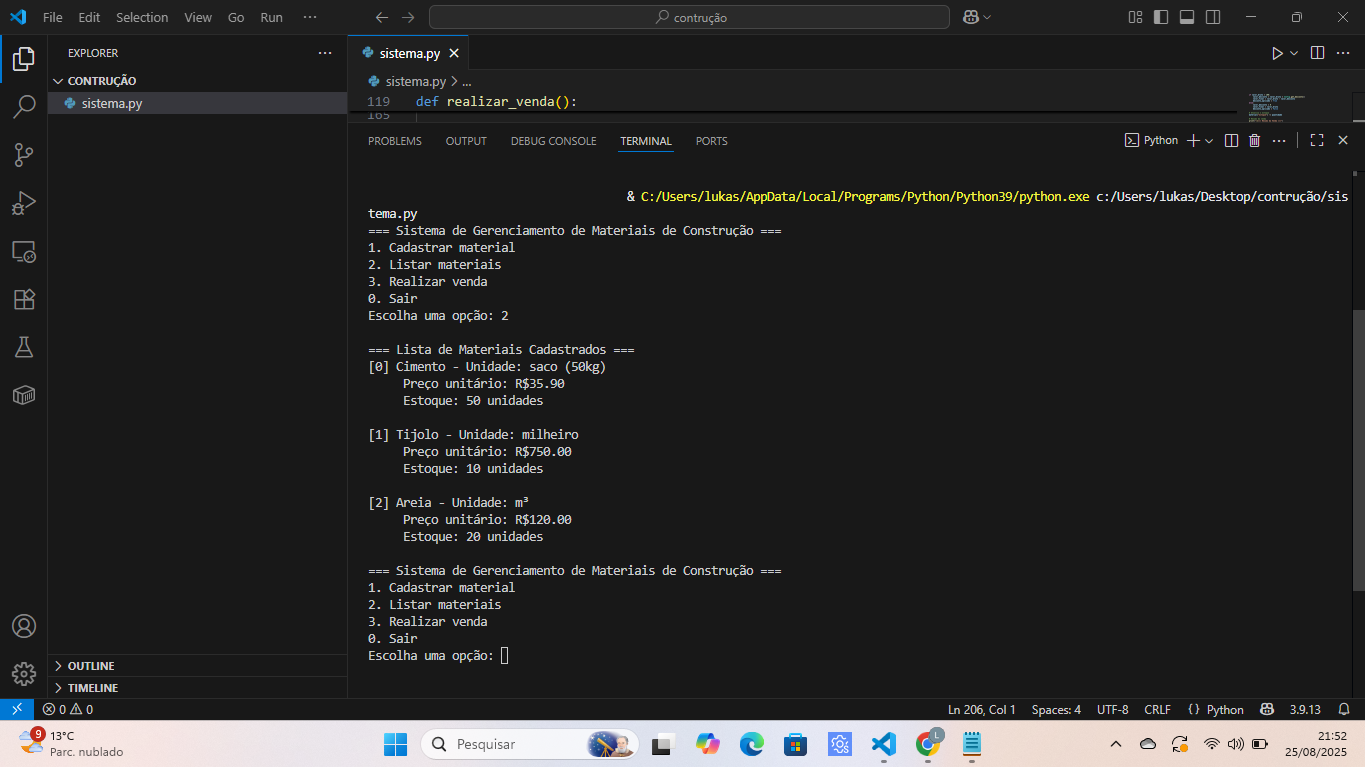 File Edit Selection View Go Run ···
contrução
EXPLORER
CONTRUÇÃO
sistema.py
sistema.py
sistema.py > ...
119 def realizar_venda():
165
PROBLEMS OUTPUT DEBUG CONSOLE TERMINAL PORTS
Python
& C:/Users/lukas/AppData/Local/Programs/Python/Python39/python.exe c:/Users/lukas/Desktop/contrução/sis
tema.py
=== Sistema de Gerenciamento de Materiais de Construção ===
1. Cadastrar material
2. Listar materiais
3. Realizar venda
0. Sair
Escolha uma opção: 2
=== Lista de Materiais Cadastrados ===
[0] Cimento - Unidade: saco (50kg)
Preço unitário: R$35.90
Estoque: 50 unidades
[1] Tijolo - Unidade: milheiro
Preço unitário: R$750.00
Estoque: 10 unidades
[2] Areia - Unidade: m³
Preço unitário: R$120.00
Estoque: 20 unidades
=== Sistema de Gerenciamento de Materiais de Construção ===
1. Cadastrar material
2. Listar materiais
3. Realizar venda
0. Sair
Escolha uma opção:
OUTLINE
TIMELINE
0 0
Ln 206, Col 1 Spaces: 4 UTF-8 CRLF {} Python 3.9.13
9
13°C
Parc. nublado
Pesquisar
L
21:52
25/08/2025